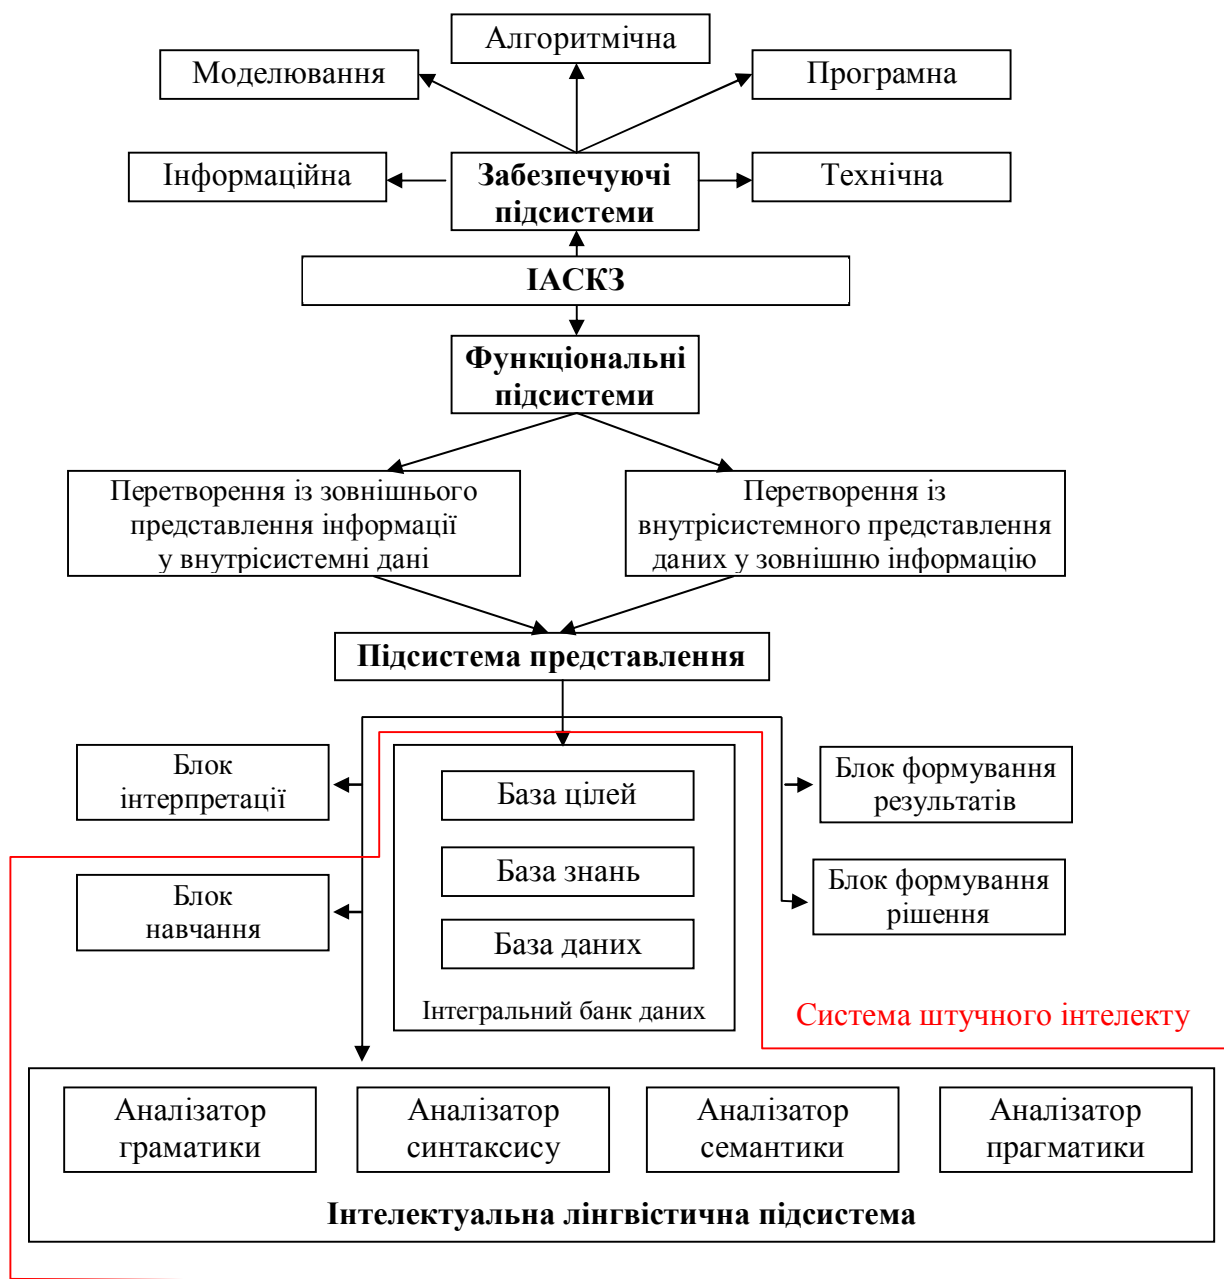 Алгоритмічна
Моделювання
Програмна
Інформаційна
Забезпечуючі
підсистеми
Технічна
ІАСКЗ
Функціональні
підсистеми
Перетворення із зовнішнього
представлення інформації
у внутрісистемні дані
Перетворення із
внутрісистемного представлення
даних у зовнішню інформацію
Підсистема представлення
Блок
інтерпретації
База цілей
Блок формування
результатів
База знань
Блок
навчання
Блок формування
рішення
База даних
Інтегральний банк даних
Система штучного інтелекту
Аналізатор
граматики
Аналізатор
синтаксису
Аналізатор
семантики
Аналізатор
прагматики
Інтелектуальна лінгвістична підсистема